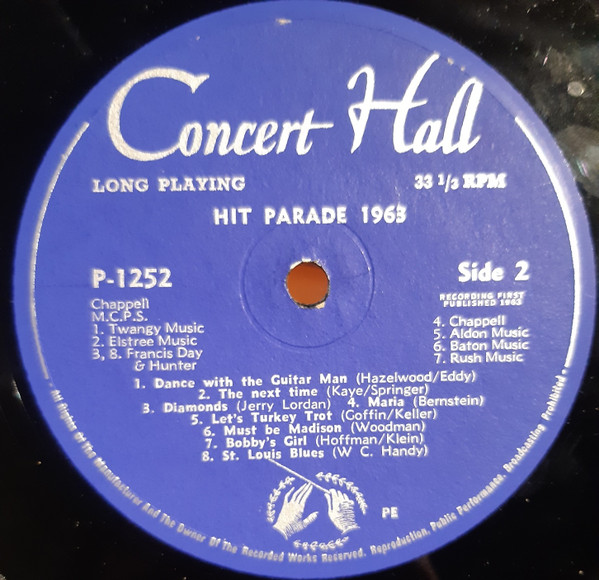 Concert Hall
LONG PLAYING
33 1/3 RPM
HIT PARADE 1963
P-1252
Side 2
RECORDING FIRST
PUBLISHED 1963
Chappell
M.C.P.S.
1. Twangy Music
2. Elstree Music
3, 8. Francis Day
& Hunter
4. Chappell
5. Aldon Music
6. Baton Music
7. Rush Music
1. Dance with the Guitar Man (Hazelwood/Eddy)
2. The next time (Kaye/Springer)
3. Diamonds (Jerry Lordan) 4. Maria (Bernstein)
5. Let's Turkey Trot (Goffin/Keller)
6. Must be Madison (Woodman)
7. Bobby's Girl (Hoffman/Klein)
8. St. Louis Blues (W C. Handy)
PE
All Rights Of The Manufacturer And The Owner Of The Recorded Works Reserved. Reproduction, Public Performance, Broadcasting Prohibited.